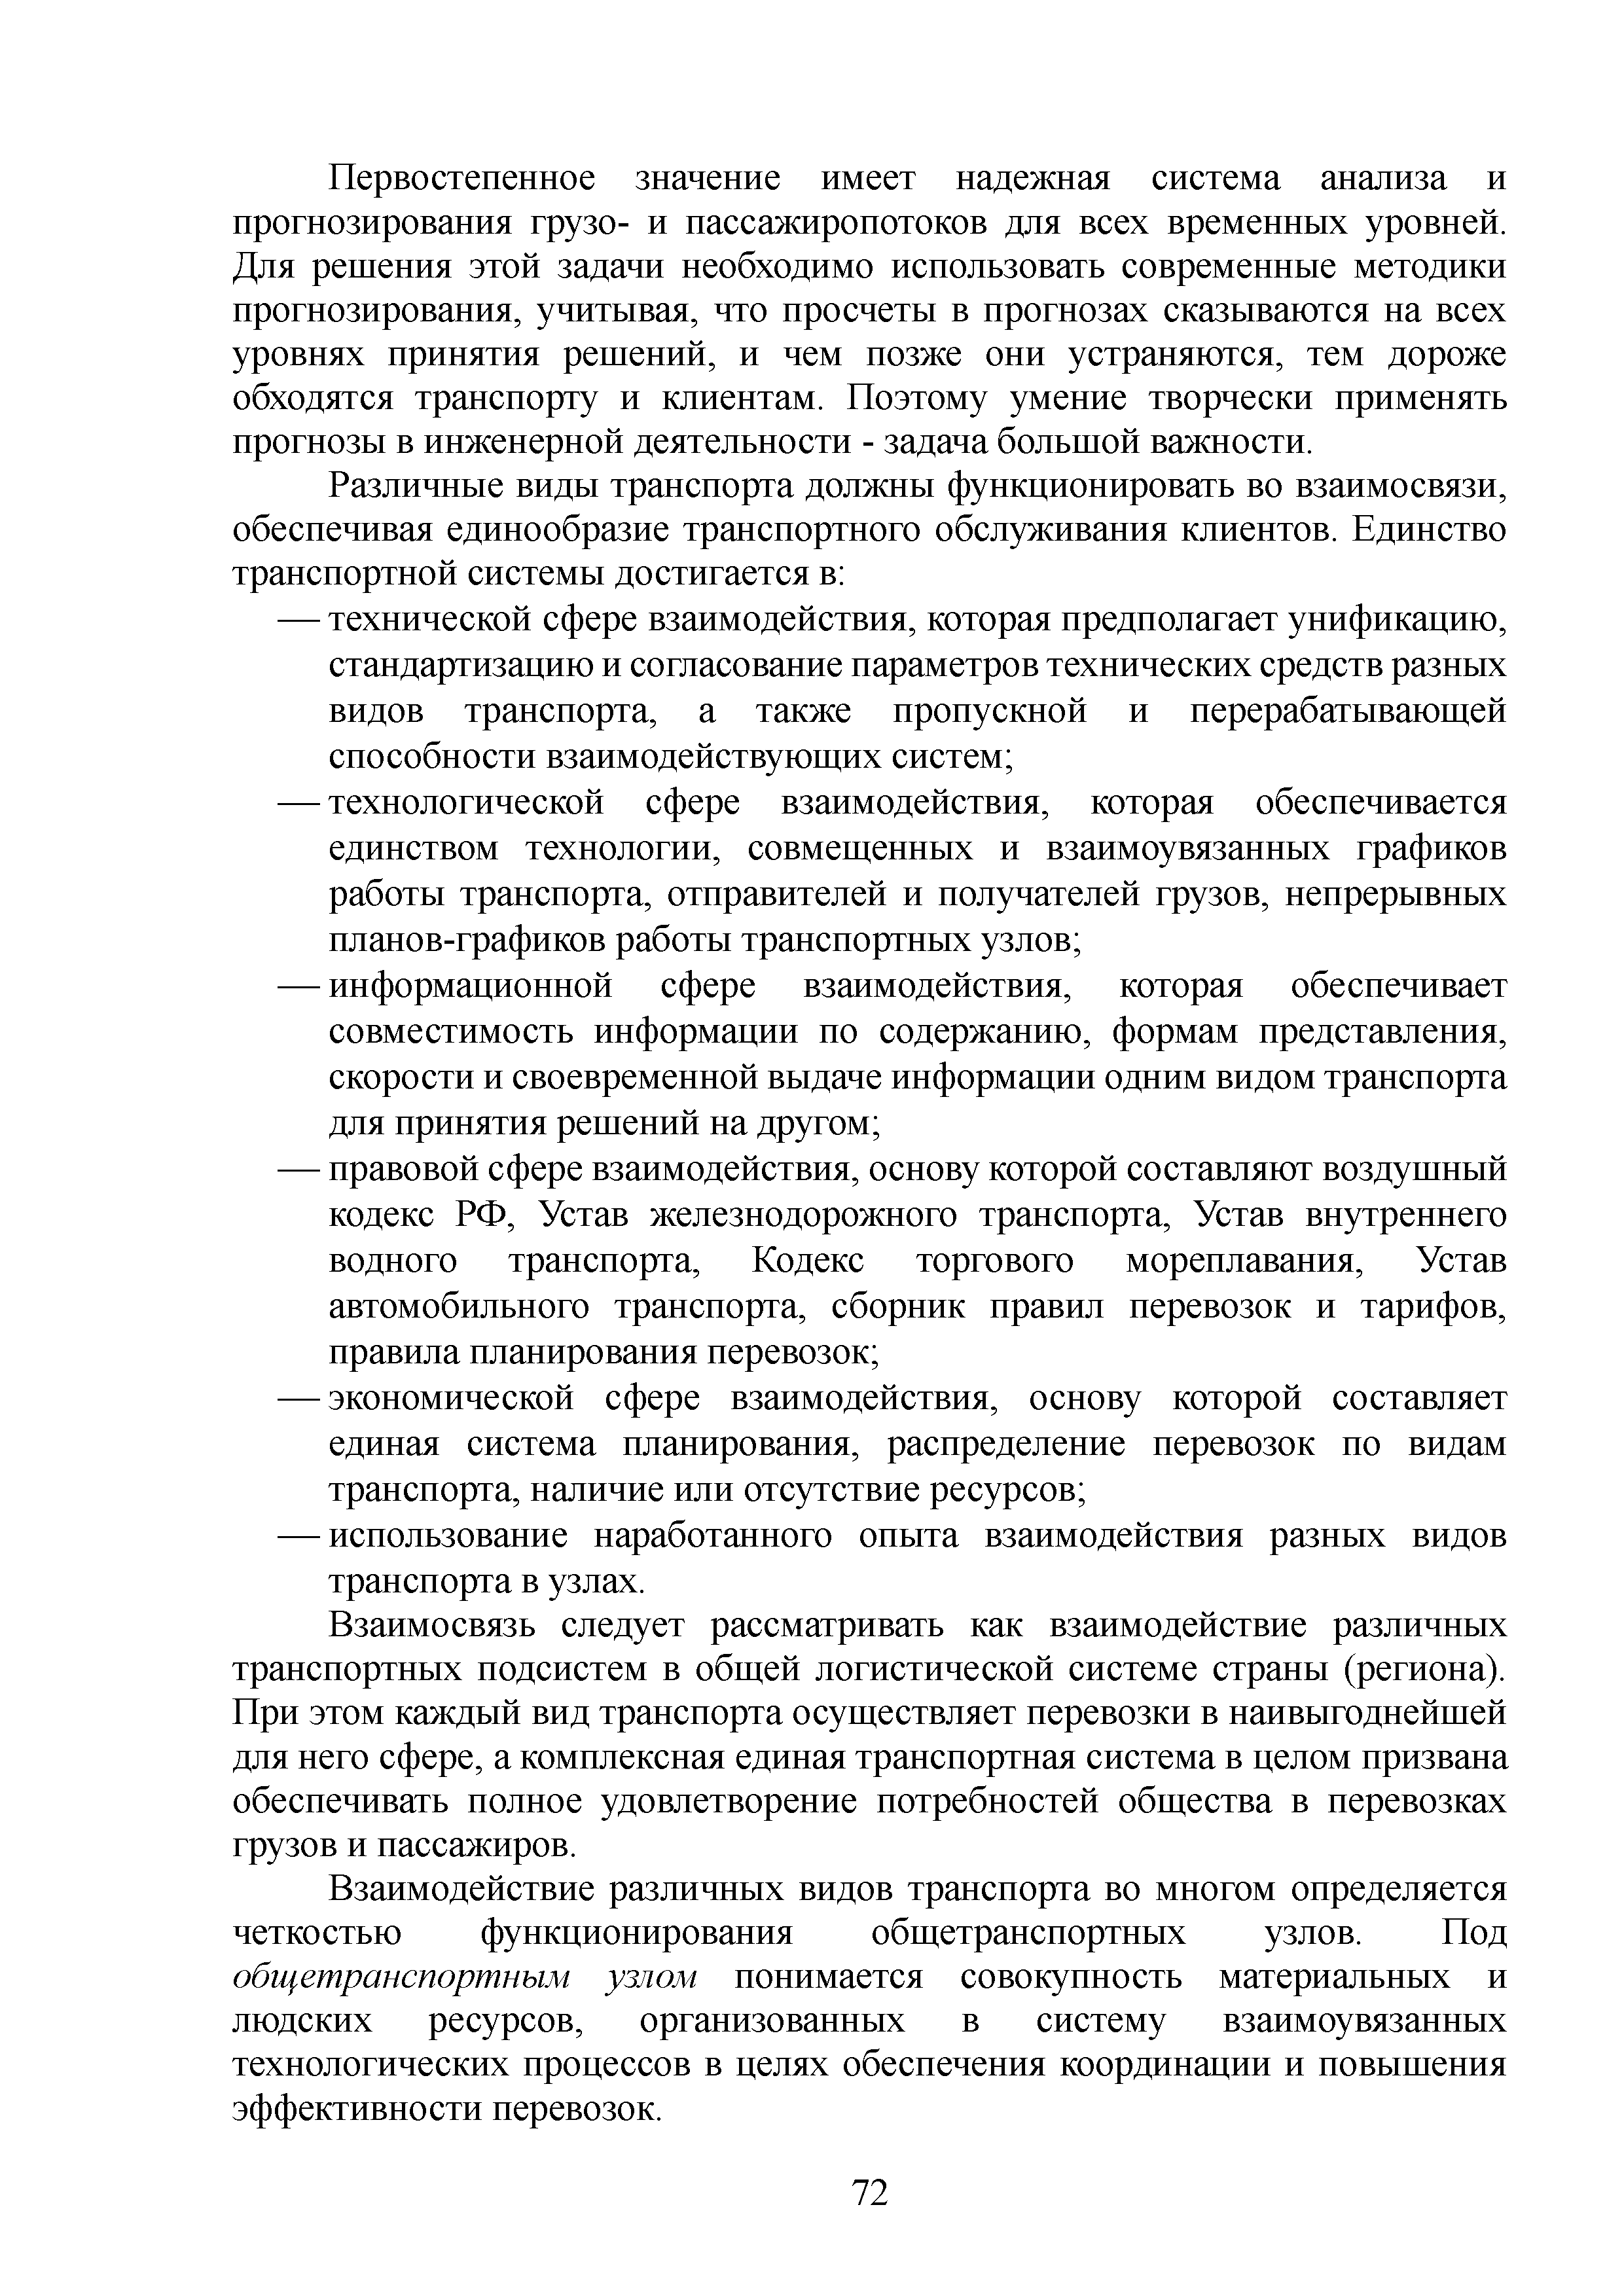 Первостепенное значение имеет надежная система анализа и
прогнозирования грузо- и пассажиропотоков для всех временных уровней.
Для решения этой задачи необходимо использовать современные методики
прогнозирования, учитывая, что просчеты в прогнозах сказываются на всех
уровнях принятия решений, и чем позже они устраняются, тем дороже
обходятся транспорту и клиентам. Поэтому умение творчески применять
прогнозы в инженерной деятельности - задача большой важности.
Различные виды транспорта должны функционировать во взаимосвязи,
обеспечивая единообразие транспортного обслуживания клиентов. Единство
транспортной системы достигается в:
— технической сфере взаимодействия, которая предполагает унификацию,
стандартизацию и согласование параметров технических средств разных
видов транспорта, а также пропускной и перерабатывающей
способности взаимодействующих систем;
— технологической сфере взаимодействия, которая обеспечивается
единством технологии, совмещенных и взаимоувязанных графиков
работы транспорта, отправителей и получателей грузов, непрерывных
планов-графиков работы транспортных узлов;
— информационной сфере взаимодействия, которая обеспечивает
совместимость информации по содержанию, формам представления,
скорости и своевременной выдаче информации одним видом транспорта
для принятия решений на другом;
— правовой сфере взаимодействия, основу которой составляют воздушный
кодекс РФ, Устав железнодорожного транспорта, Устав внутреннего
водного транспорта, Кодекс торгового мореплавания, Устав
автомобильного транспорта, сборник правил перевозок и тарифов,
правила планирования перевозок;
— экономической сфере взаимодействия, основу которой составляет
единая система планирования, распределение перевозок по видам
транспорта, наличие или отсутствие ресурсов;
— использование наработанного опыта взаимодействия разных видов
транспорта в узлах.
Взаимосвязь следует рассматривать как взаимодействие различных
транспортных подсистем в общей логистической системе страны (региона).
При этом каждый вид транспорта осуществляет перевозки в наивыгоднейшей
для него сфере, а комплексная единая транспортная система в целом призвана
обеспечивать полное удовлетворение потребностей общества в перевозках
грузов и пассажиров.
Взаимодействие различных видов транспорта во многом определяется
четкостью функционирования общетранспортных узлов. Под
общетранспортным узлом понимается совокупность материальных и
людских ресурсов, организованных в систему взаимоувязанных
технологических процессов в целях обеспечения координации и повышения
эффективности перевозок.
72